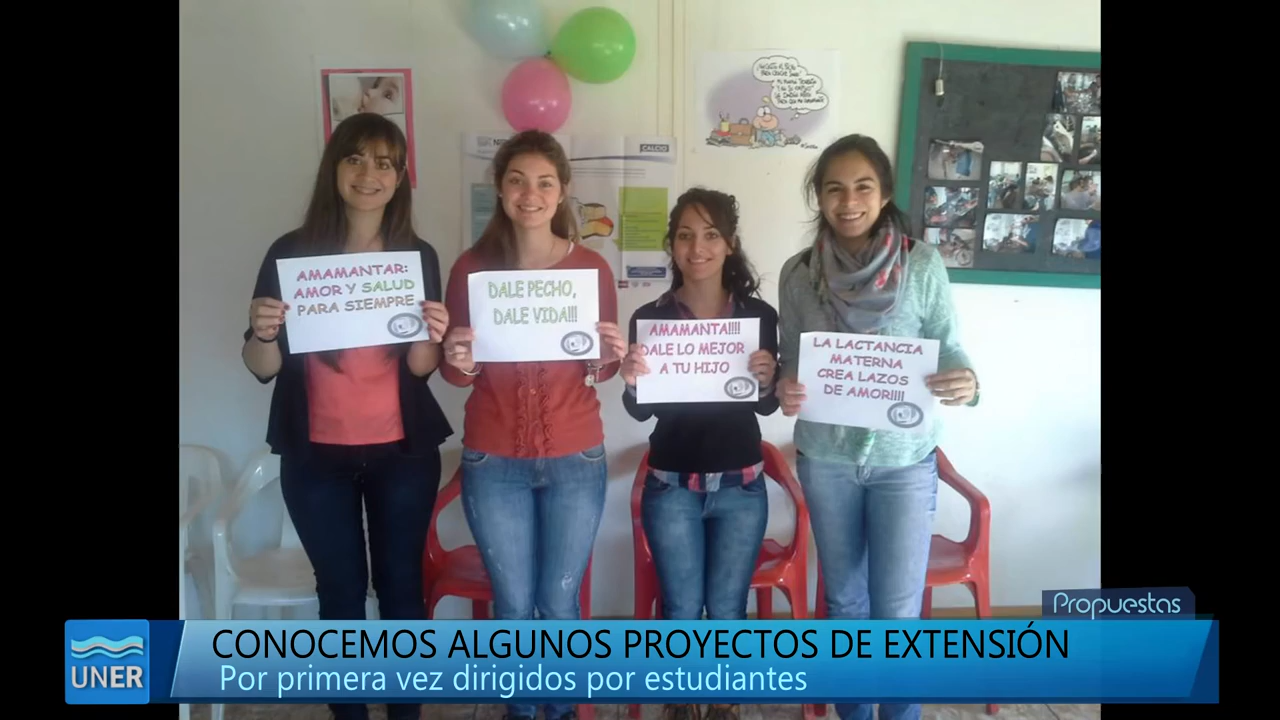 CALCIO
AMAMANTAR:
AMOR Y SALUD
PARA SIEMPRE
DALE PECHO,
DALE VIDA!!!
AMAMANTA!!!!
DALE LO MEJOR
A TU HIJO
LA LACTANCIA
MATERNA
CREA LAZOS
DE AMOR!!!!
Propuestas
UNER
CONOCEMOS ALGUNOS PROYECTOS DE EXTENSIÓN
Por primera vez dirigidos por estudiantes